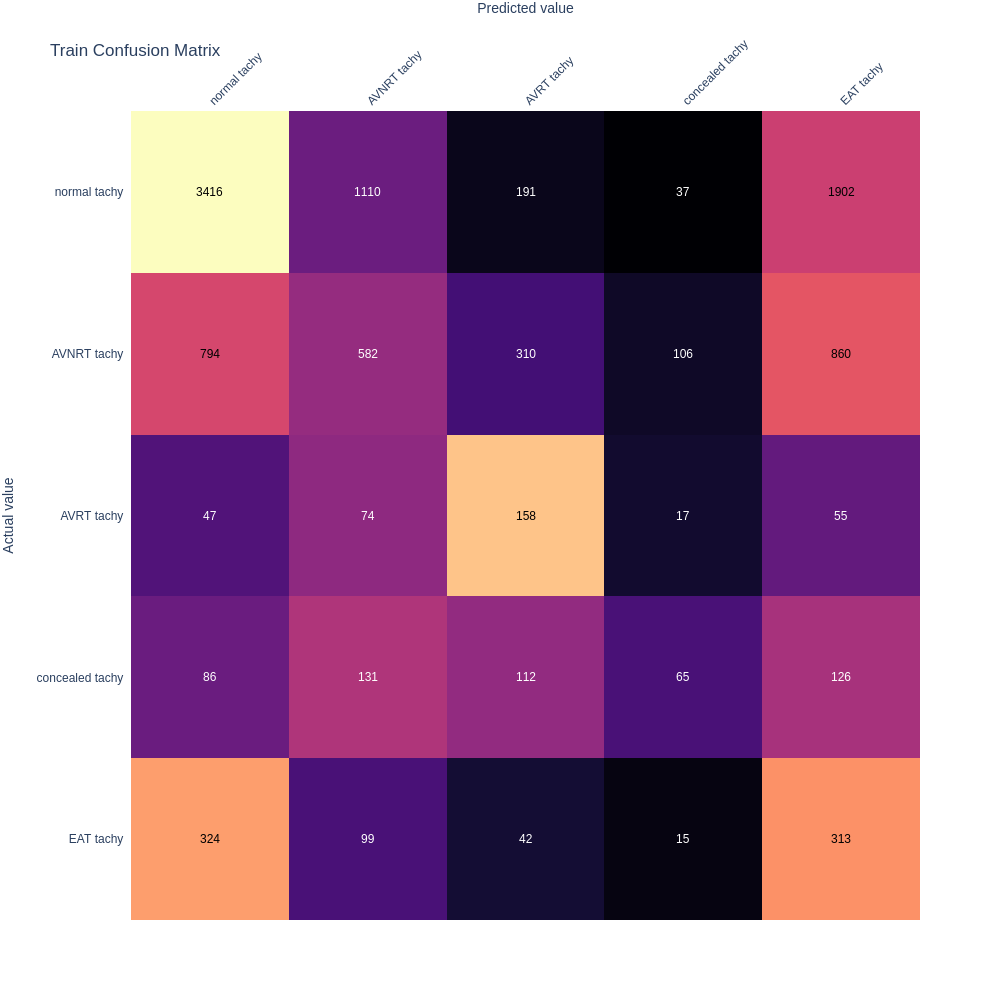 Predicted value
Train Confusion Matrix
normal tachy
AVNRT tachy
AVRT tachy
concealed tachy
EAT tachy
Actual value
normal tachy 3416 1110 191 37 1902
AVNRT tachy 794 582 310 106 860
AVRT tachy 47 74 158 17 55
concealed tachy 86 131 112 65 126
EAT tachy 324 99 42 15 313